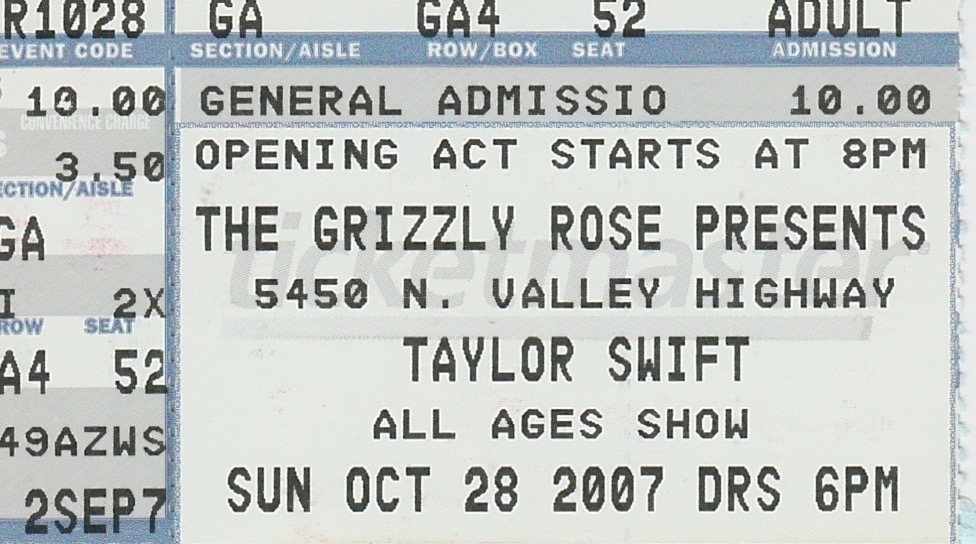 R1028 GA GA4 52 ADULT
EVENT CODE SECTION/AISLE ROW/BOX SEAT ADMISSION
10.00 GENERAL ADMISSIO 10.00
CONVENIENCE CHARGE
3.50 OPENING ACT STARTS AT 8PM
ECTION/AISLE
GA THE GRIZZLY ROSE PRESENTS
ticketmaster
I 2X 5450 N. VALLEY HIGHWAY
ROW SEAT
A4 52 TAYLOR SWIFT
49AZWS ALL AGES SHOW
2SEP7 SUN OCT 28 2007 DRS 6PM